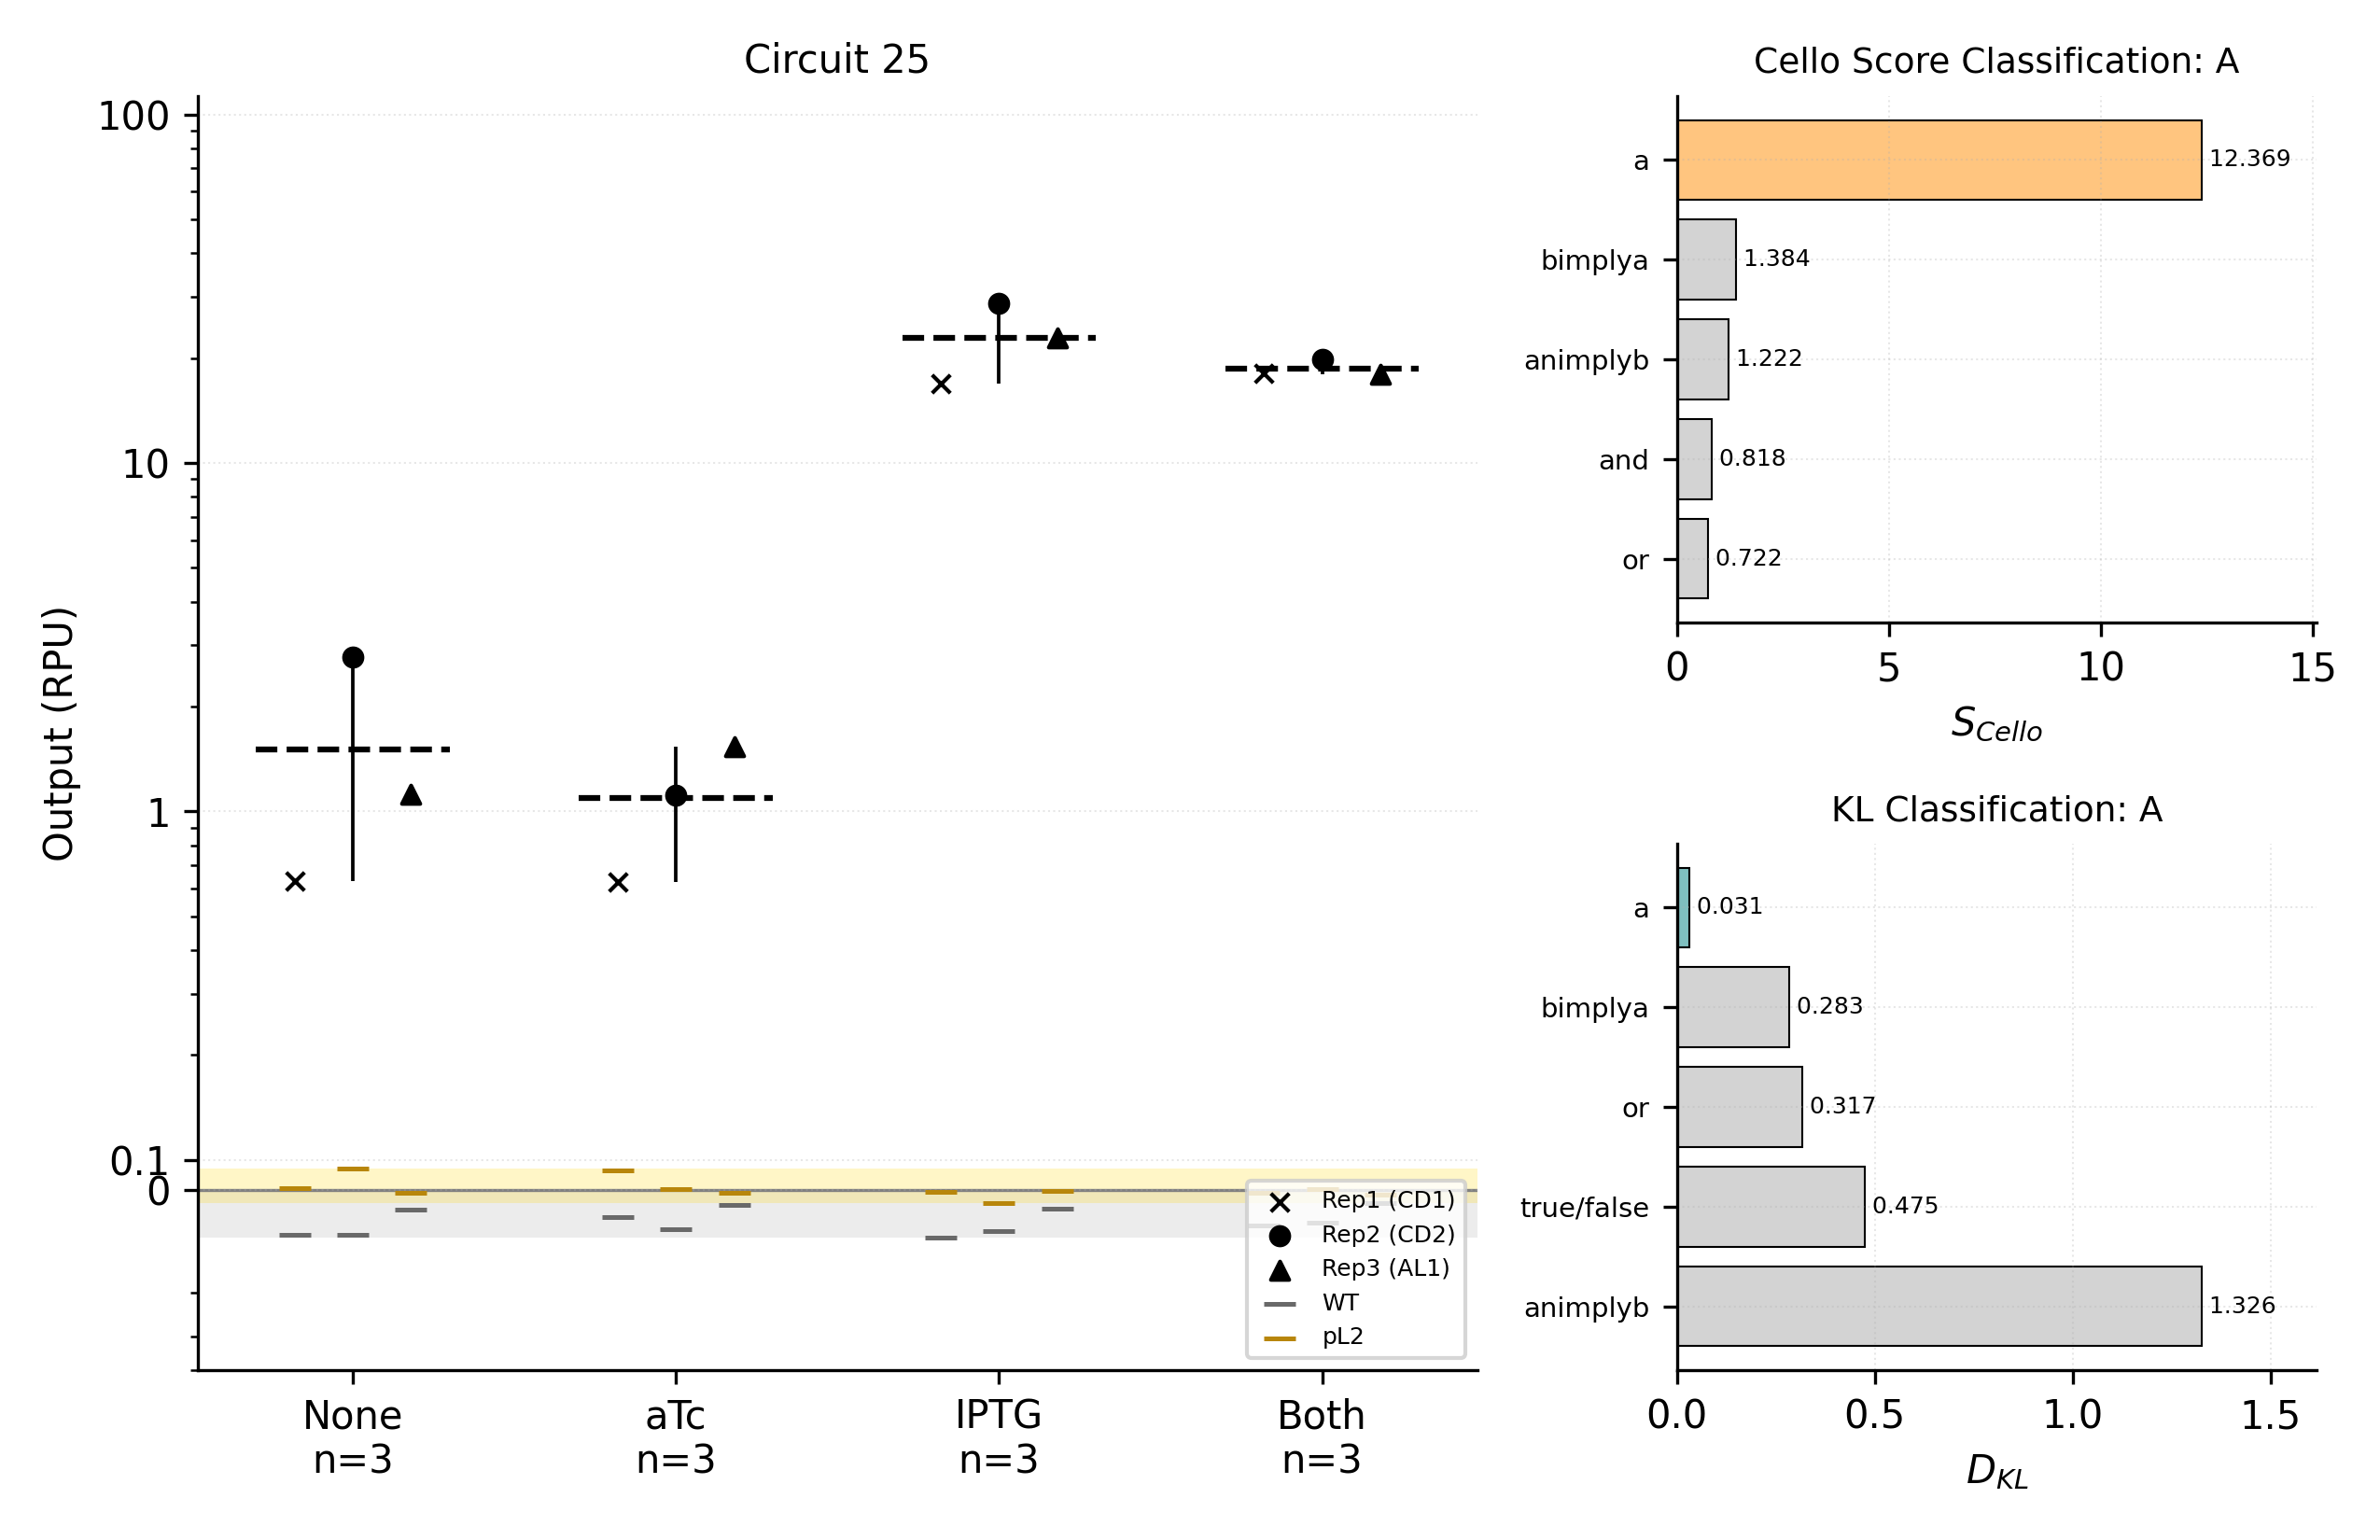 Circuit 25
Output (RPU)
100
10
1
0.1
0
None
n=3
aTc
n=3
IPTG
n=3
Both
n=3
Rep1 (CD1)
Rep2 (CD2)
Rep3 (AL1)
WT
pL2
Cello Score Classification: A
a
12.369
bimplya
1.384
animplyb
1.222
and
0.818
or
0.722
0 5 10 15
S_Cello
KL Classification: A
a
0.031
bimplya
0.283
or
0.317
true/false
0.475
animplyb
1.326
0.0 0.5 1.0 1.5
D_KL